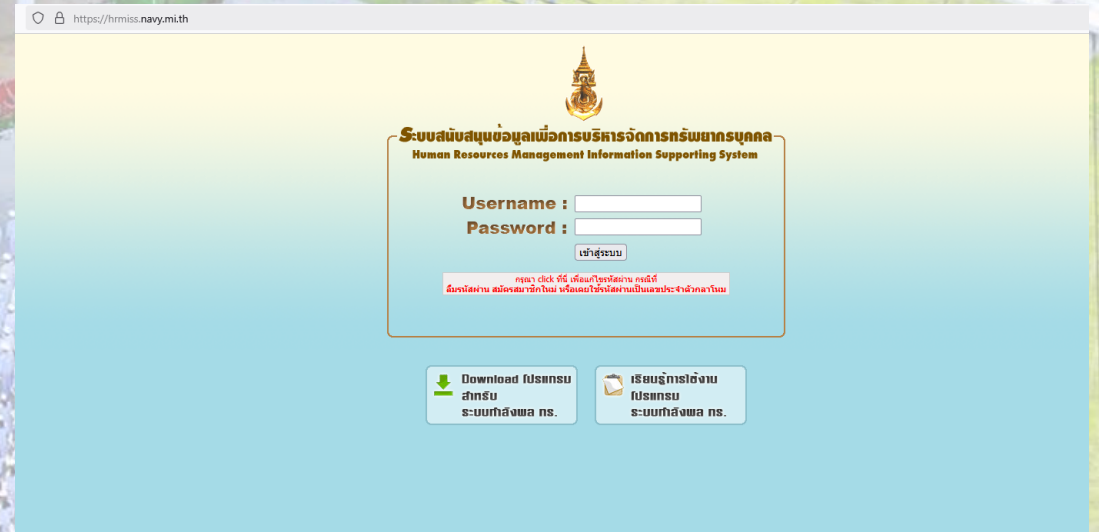 https://hrmiss.navy.mi.th
ระบบสนับสนุนข้อมูลเพื่อการบริหารจัดการทรัพยากรบุคคล
Human Resources Management Information Supporting System
Username :
Password :
เข้าสู่ระบบ
กรุณา click ที่นี่ เพื่อแก้ไขรหัสผ่าน กรณีที่
ลืมรหัสผ่าน สมัครสมาชิกใหม่ หรือเคยใช้รหัสผ่านเป็นเลขประจำตัวกลาโหม
Download โปรแกรม
สำหรับ
ระบบกำลังพล ทร.
เรียนรู้การใช้งาน
โปรแกรม
ระบบกำลังพล ทร.